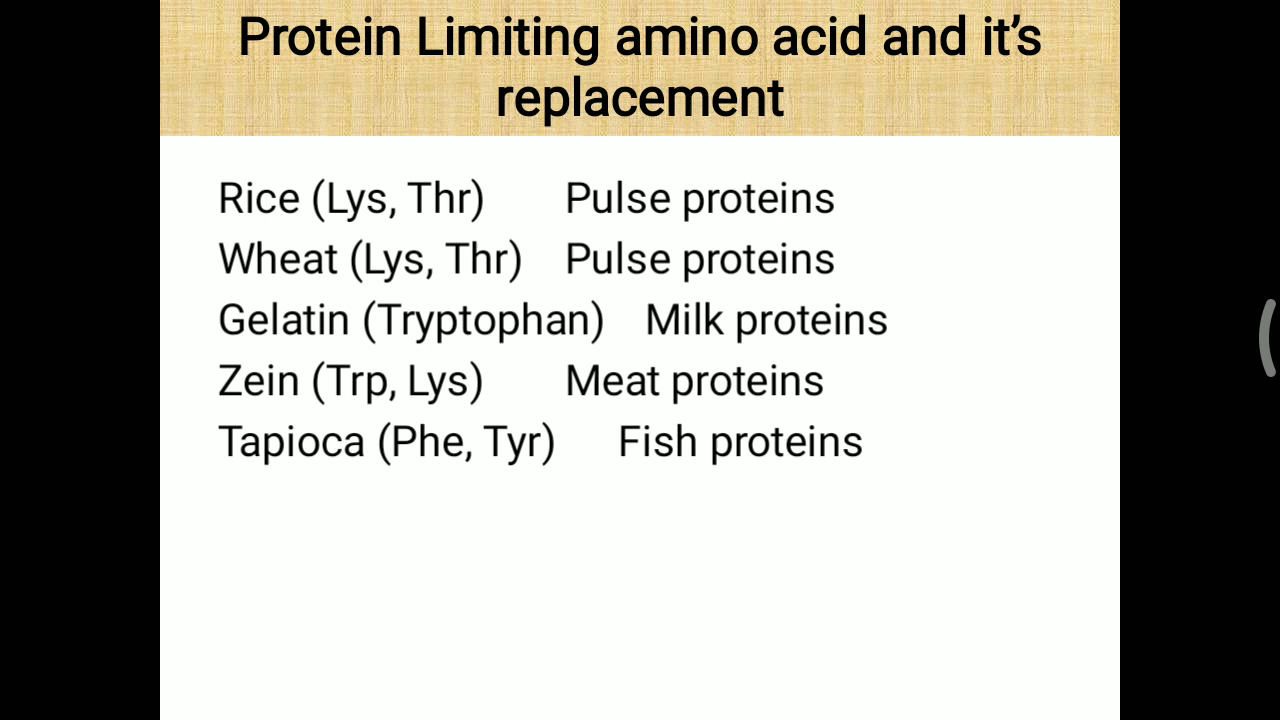 Protein Limiting amino acid and it’s
replacement
Rice (Lys, Thr) Pulse proteins
Wheat (Lys, Thr) Pulse proteins
Gelatin (Tryptophan) Milk proteins
Zein (Trp, Lys) Meat proteins
Tapioca (Phe, Tyr) Fish proteins